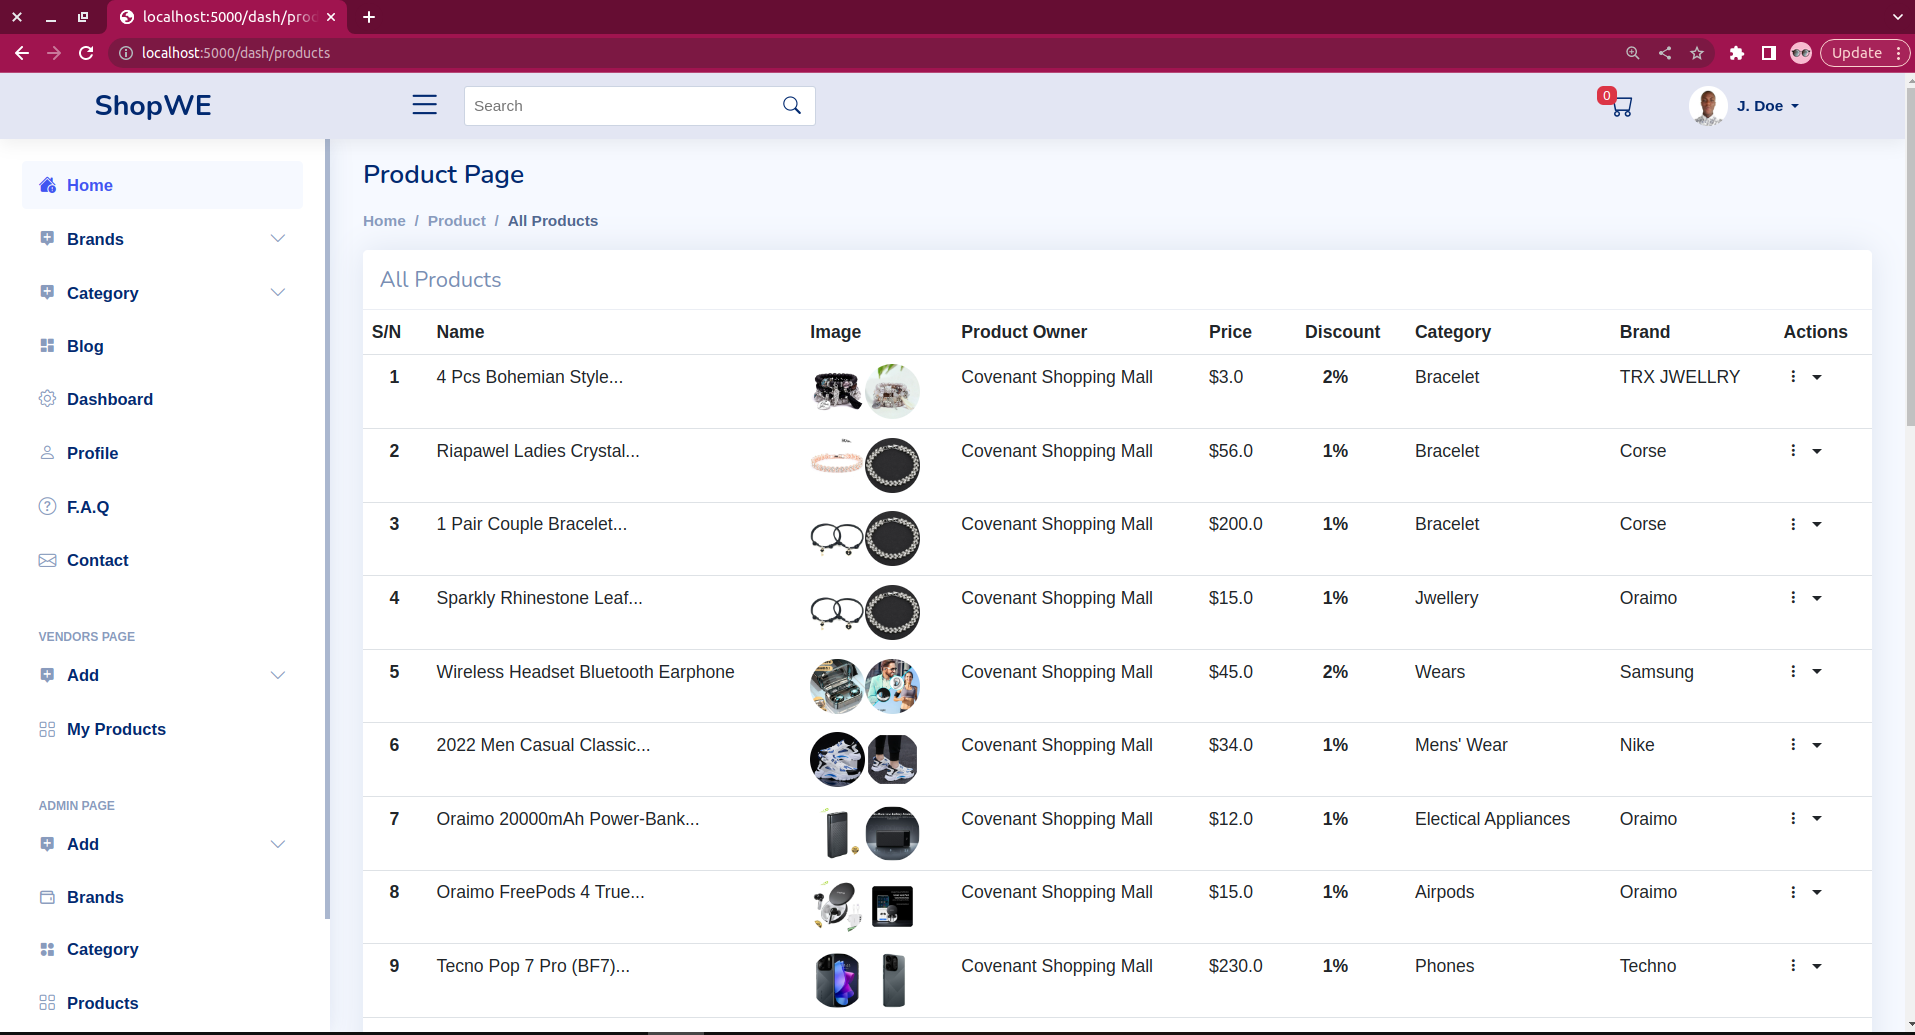 localhost:5000/dash/prod
localhost:5000/dash/products
Update
ShopWE
Search
0
J. Doe
Home
Brands
Category
Blog
Dashboard
Profile
F.A.Q
Contact
VENDORS PAGE
Add
My Products
ADMIN PAGE
Add
Brands
Category
Products
Product Page
Home / Product / All Products
All Products
S/N Name Image Product Owner Price Discount Category Brand Actions
1 4 Pcs Bohemian Style... Covenant Shopping Mall $3.0 2% Bracelet TRX JWELLRY
2 Riapawel Ladies Crystal... Covenant Shopping Mall $56.0 1% Bracelet Corse
3 1 Pair Couple Bracelet... Covenant Shopping Mall $200.0 1% Bracelet Corse
4 Sparkly Rhinestone Leaf... Covenant Shopping Mall $15.0 1% Jwellery Oraimo
5 Wireless Headset Bluetooth Earphone Covenant Shopping Mall $45.0 2% Wears Samsung
6 2022 Men Casual Classic... Covenant Shopping Mall $34.0 1% Mens' Wear Nike
7 Oraimo 20000mAh Power-Bank... Covenant Shopping Mall $12.0 1% Electical Appliances Oraimo
8 Oraimo FreePods 4 True... Covenant Shopping Mall $15.0 1% Airpods Oraimo
9 Tecno Pop 7 Pro (BF7)... Covenant Shopping Mall $230.0 1% Phones Techno